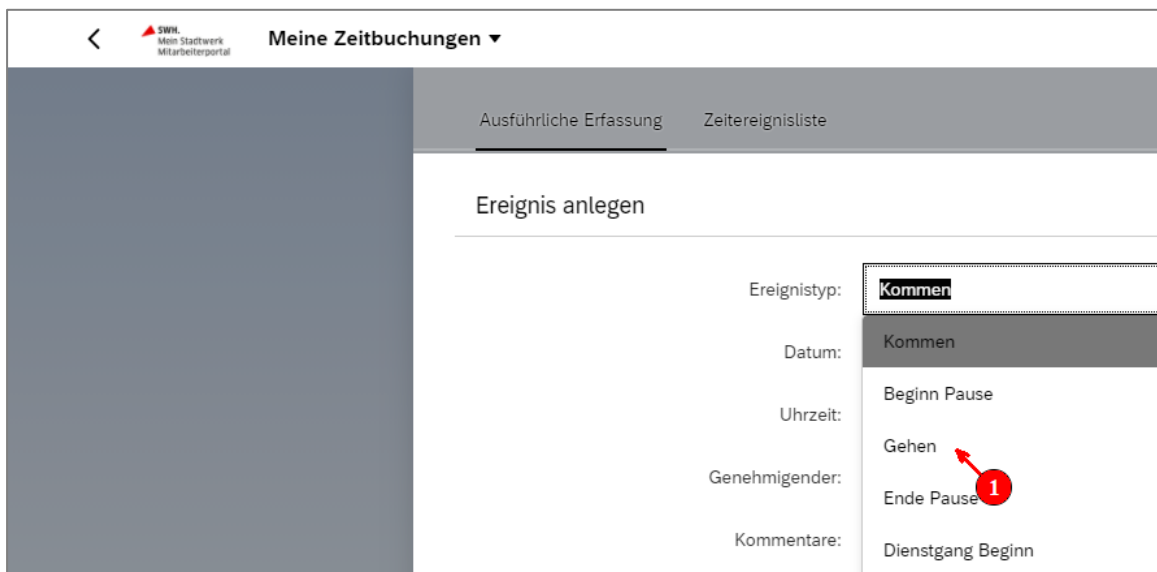 SWH.
Mein Stadtwerk
Mitarbeiterportal
Meine Zeitbuchungen
Ausführliche Erfassung Zeitereignisliste
Ereignis anlegen
Ereignistyp: Kommen
Kommen
Datum:
Beginn Pause
Uhrzeit:
Gehen
Genehmigender:
1
Ende Pause
Kommentare:
Dienstgang Beginn